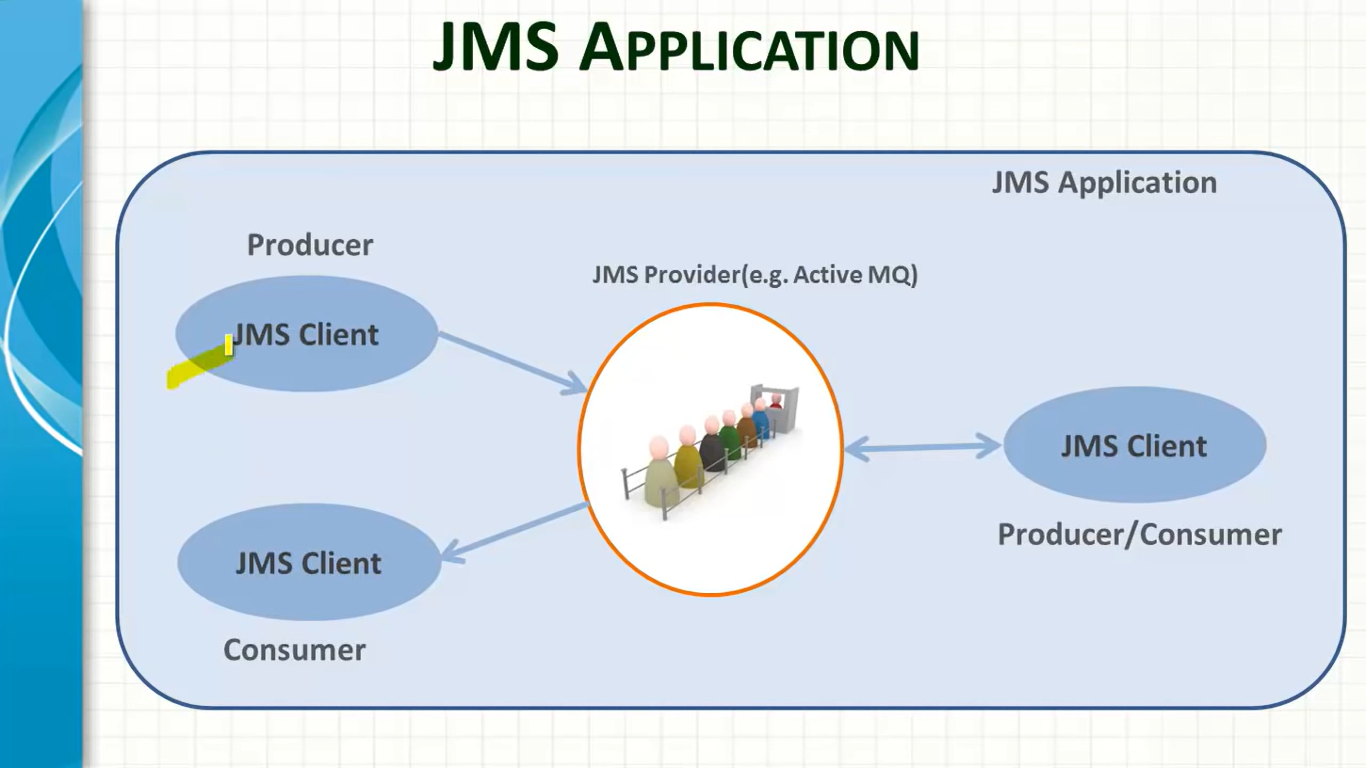 JMS APPLICATION
JMS Application
Producer
JMS Provider(e.g. Active MQ)
JMS Client
JMS Client
Producer/Consumer
JMS Client
Consumer